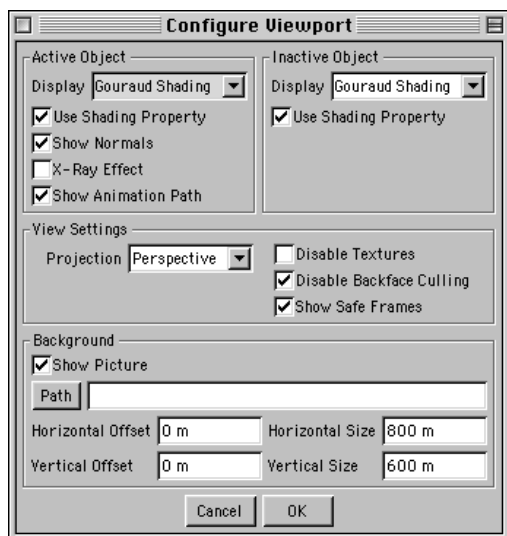 Configure Viewport
Active Object
Display Gouraud Shading
Use Shading Property
Show Normals
X-Ray Effect
Show Animation Path
Inactive Object
Display Gouraud Shading
Use Shading Property
View Settings
Projection Perspective
Disable Textures
Disable Backface Culling
Show Safe Frames
Background
Show Picture
Path
Horizontal Offset 0 m Horizontal Size 800 m
Vertical Offset 0 m Vertical Size 600 m
Cancel OK